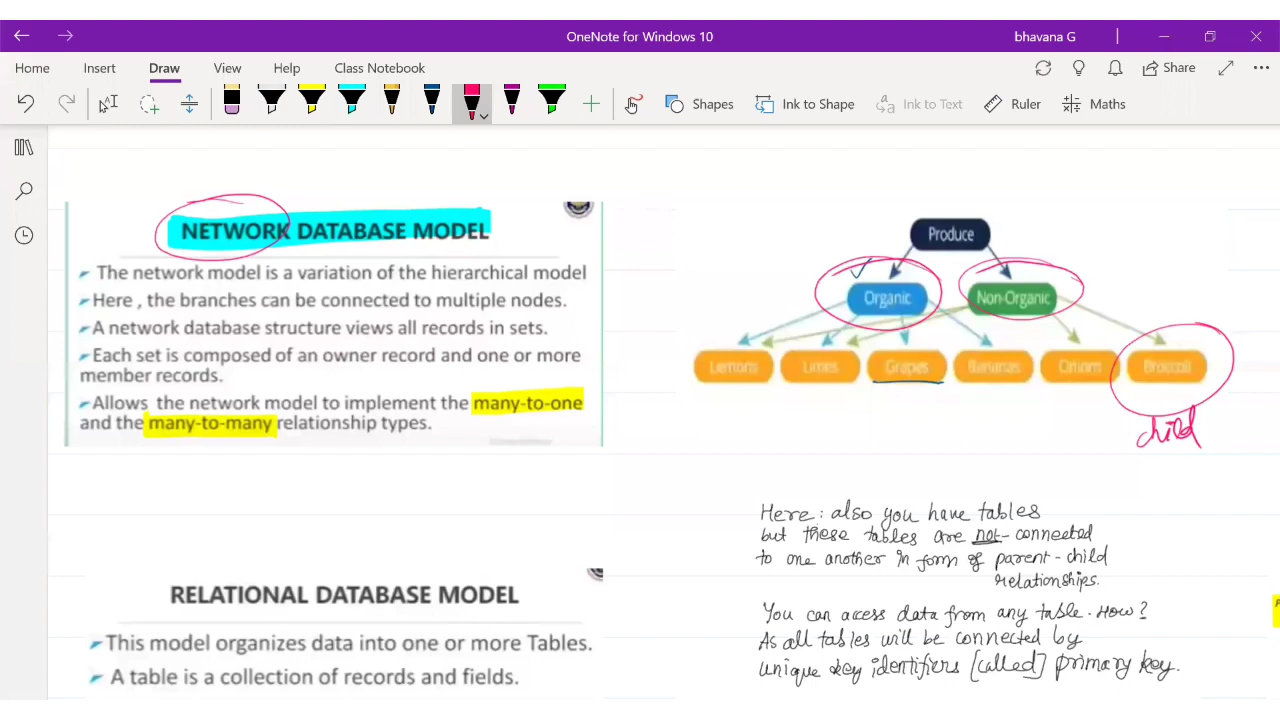 OneNote for Windows 10
bhavana G
Home Insert Draw View Help Class Notebook
Share
Shapes Ink to Shape Ink to Text Ruler Maths
NETWORK DATABASE MODEL
The network model is a variation of the hierarchical model
Here , the branches can be connected to multiple nodes.
A network database structure views all records in sets.
Each set is composed of an owner record and one or more
member records.
Allows the network model to implement the many-to-one
and the many-to-many relationship types.
Produce
Organic Non-Organic
Lemons Limes Grapes Bananas Onions Broccoli
child
Here: also you have tables
but these tables are not connected
to one another in form of parent-child
relationships.
You can access data from any table. How?
As all tables will be connected by
unique key identifiers [called] primary key.
RELATIONAL DATABASE MODEL
This model organizes data into one or more Tables.
A table is a collection of records and fields.